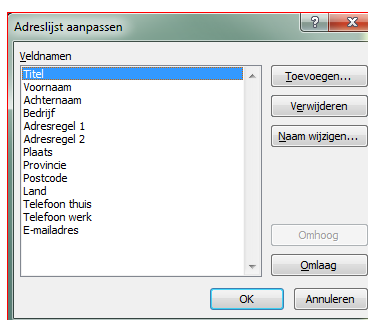 Adreslijst aanpassen
Veldnamen
Titel
Voornaam
Achternaam
Bedrijf
Adresregel 1
Adresregel 2
Plaats
Provincie
Postcode
Land
Telefoon thuis
Telefoon werk
E-mailadres
Toevoegen...
Verwijderen
Naam wijzigen...
Omhoog
Omlaag
OK
Annuleren